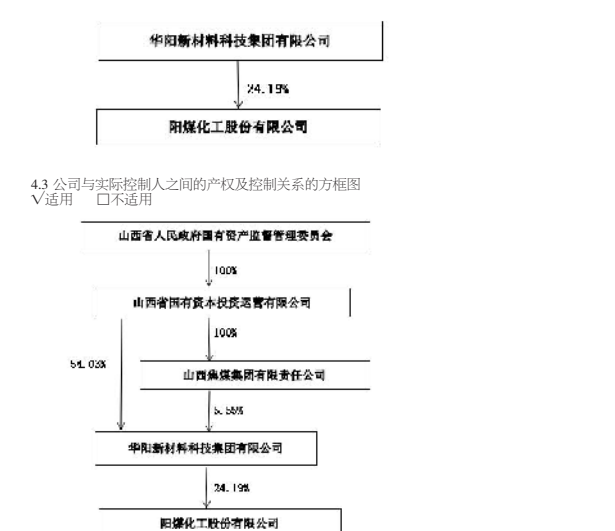 华阳新材料科技集团有限公司
24.19%
阳煤化工股份有限公司
4.3 公司与实际控制人之间的产权及控制关系的方框图
√适用 □不适用
山西省人民政府国有资产监督管理委员会
100%
山西省国有资本投资运营有限公司
100%
54.03%
山西焦煤集团有限责任公司
5.55%
华阳新材料科技集团有限公司
24.19%
阳煤化工股份有限公司